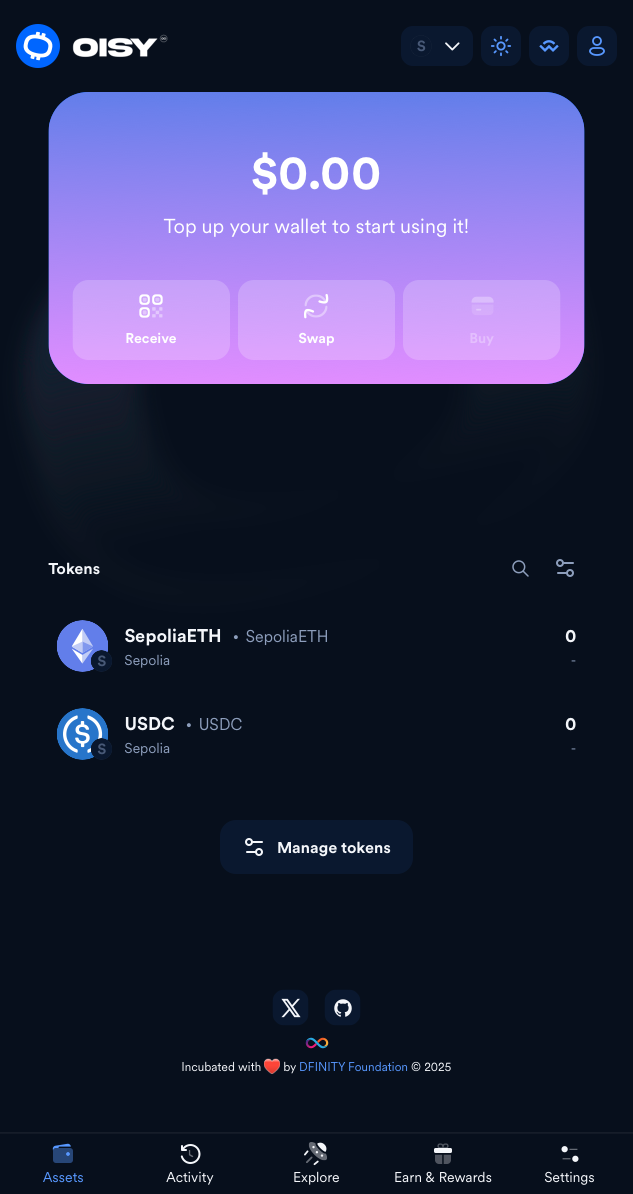 OISY
S
$0.00
Top up your wallet to start using it!
Receive
Swap
Buy
Tokens
SepoliaETH • SepoliaETH
0
S
Sepolia
-
USDC • USDC
0
S
Sepolia
-
Manage tokens
Incubated with ❤️ by DFINITY Foundation © 2025
Assets
Activity
Explore
Earn & Rewards
Settings